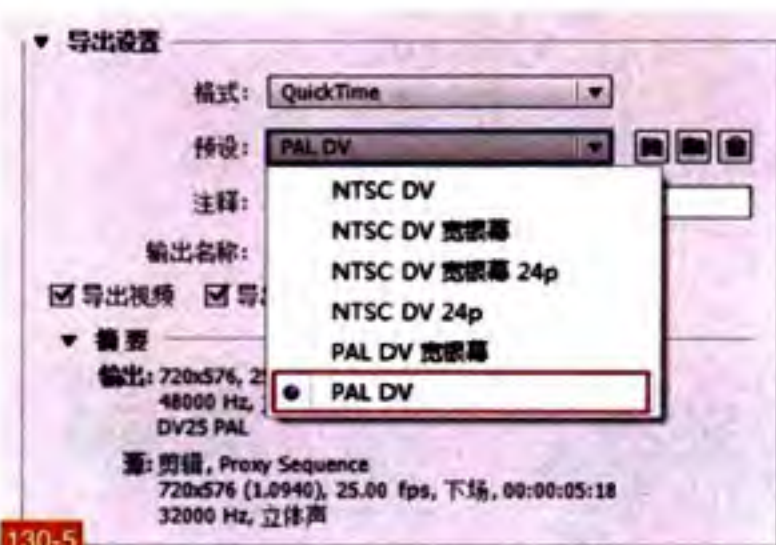 导出设置
格式: QuickTime
预设: PAL DV
注释:
NTSC DV
NTSC DV 宽银幕
NTSC DV 宽银幕 24p
NTSC DV 24p
PAL DV 宽银幕
PAL DV
输出名称:
导出视频 导
摘要
输出: 720x576, 2
48000 Hz,
DV25 PAL
源: 剪辑, Proxy Sequence
720x576 (1.0940), 25.00 fps, 下场, 00:00:05:18
32000 Hz, 立体声
130-5